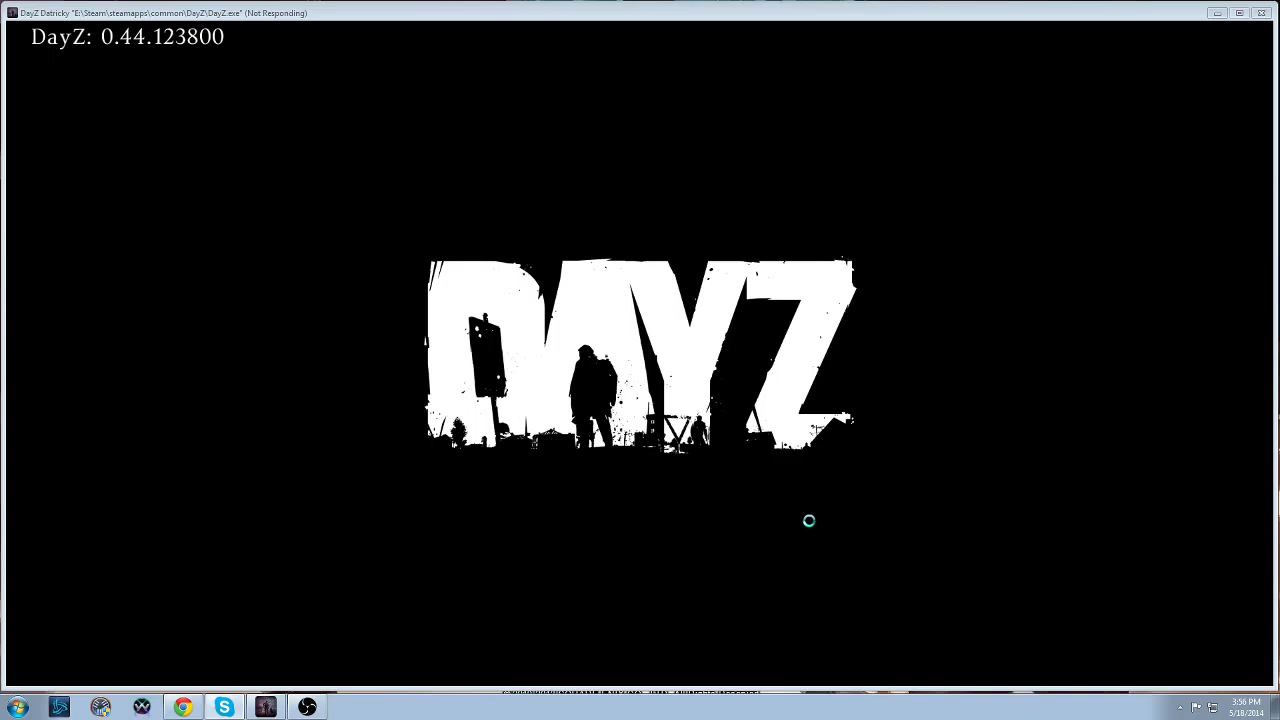 DayZ Datricky "E:\Steam\steamapps\common\DayZ\DayZ.exe" (Not Responding)
DayZ: 0.44.123800
DAYZ
3:56 PM
5/18/2014